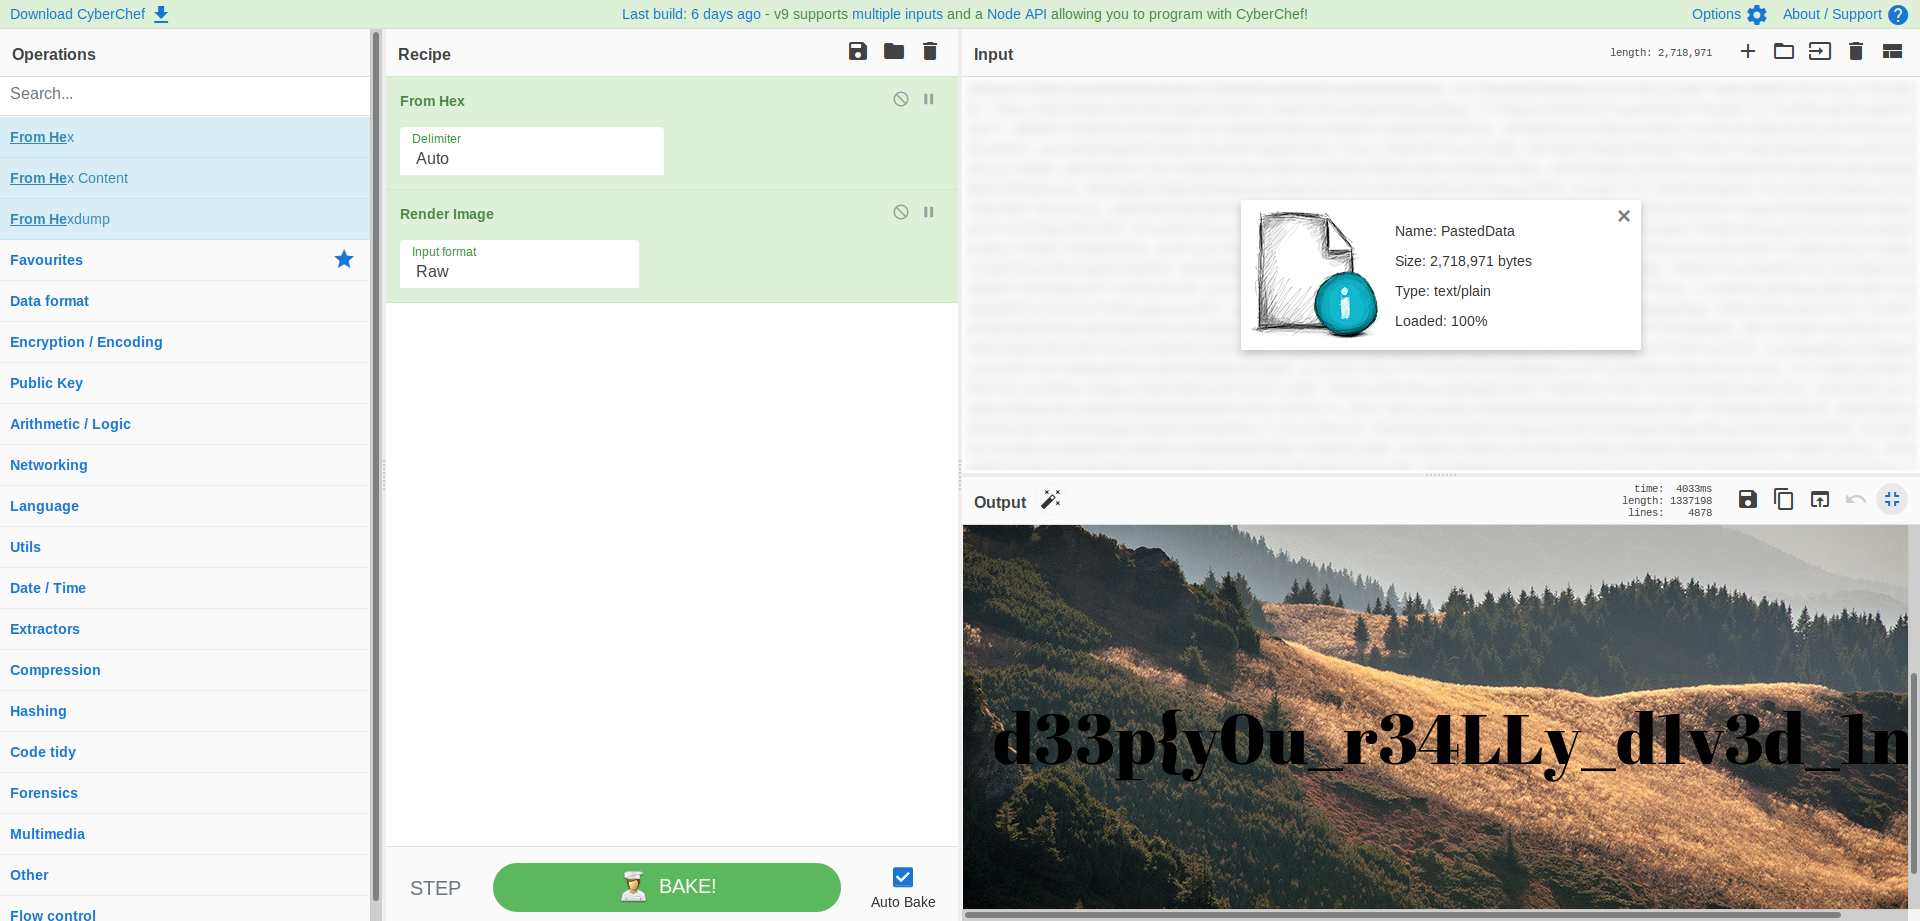 Download CyberChef
Last build: 6 days ago - v9 supports multiple inputs and a Node API allowing you to program with CyberChef!
Options
About / Support
Operations
Search...
From Hex
From Hex Content
From Hexdump
Favourites
Data format
Encryption / Encoding
Public Key
Arithmetic / Logic
Networking
Language
Utils
Date / Time
Extractors
Compression
Hashing
Code tidy
Forensics
Multimedia
Other
Flow control
Recipe
From Hex
Delimiter
Auto
Render Image
Input format
Raw
STEP
BAKE!
Auto Bake
Input
length: 2,718,971
Name: PastedData
Size: 2,718,971 bytes
Type: text/plain
Loaded: 100%
Output
time: 4033ms
length: 1337198
lines: 4878
d33p{y0u_r34LLy_d1v3d_1n